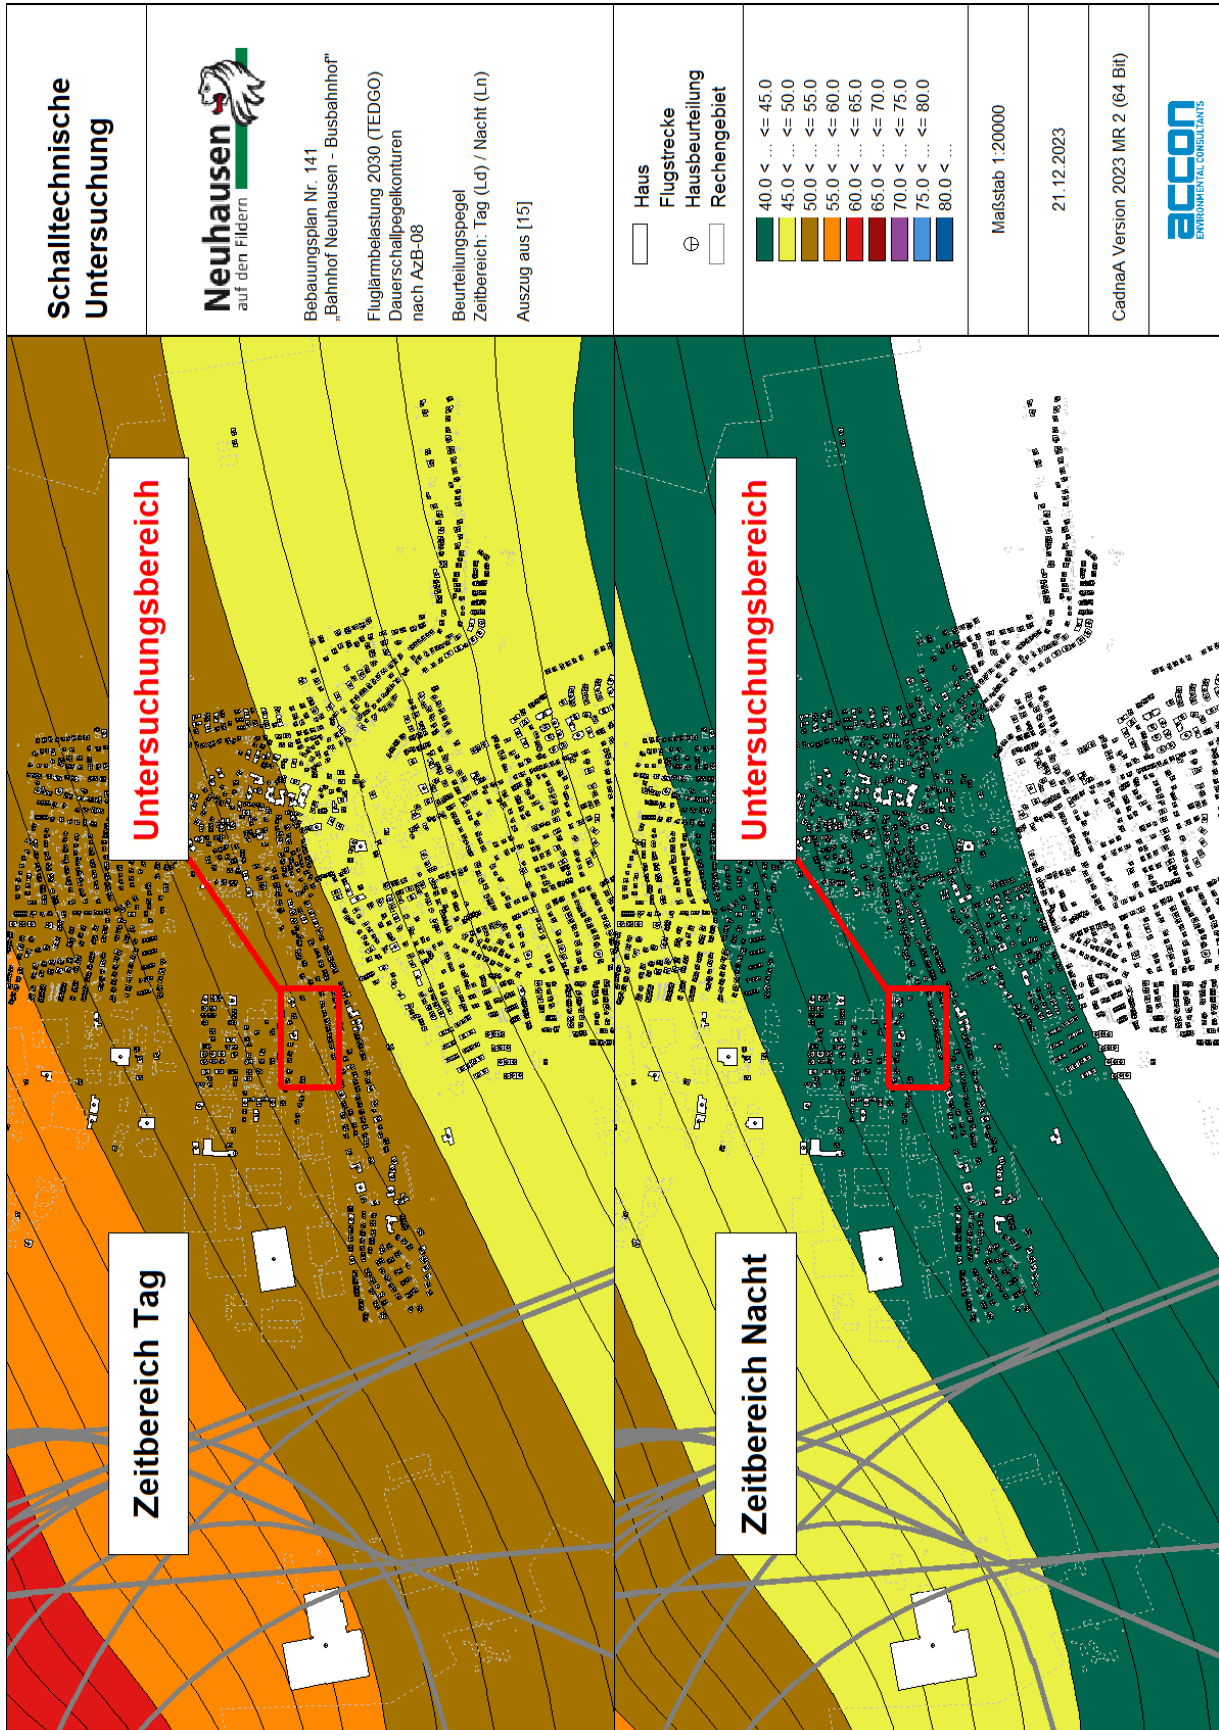 Schalltechnische
Untersuchung
Neuhausen
auf den Fildern
Bebauungsplan Nr. 141
„Bahnhof Neuhausen - Busbahnhof"
Fluglärmbelastung 2030 (TEDGO)
Dauerschallpegelkonturen
nach AzB-08
Beurteilungspegel
Zeitbereich: Tag (Ld) / Nacht (Ln)
Auszug aus [15]
Haus
Flugstrecke
Hausbeurteilung
Rechengebiet
40.0 < ... <= 45.0
45.0 < ... <= 50.0
50.0 < ... <= 55.0
55.0 < ... <= 60.0
60.0 < ... <= 65.0
65.0 < ... <= 70.0
70.0 < ... <= 75.0
75.0 < ... <= 80.0
80.0 < ...
Maßstab 1:20000
21.12.2023
CadnaA Version 2023 MR 2 (64 Bit)
accon
ENVIRONMENTAL CONSULTANTS
Untersuchungsbereich
Zeitbereich Tag
Untersuchungsbereich
Zeitbereich Nacht